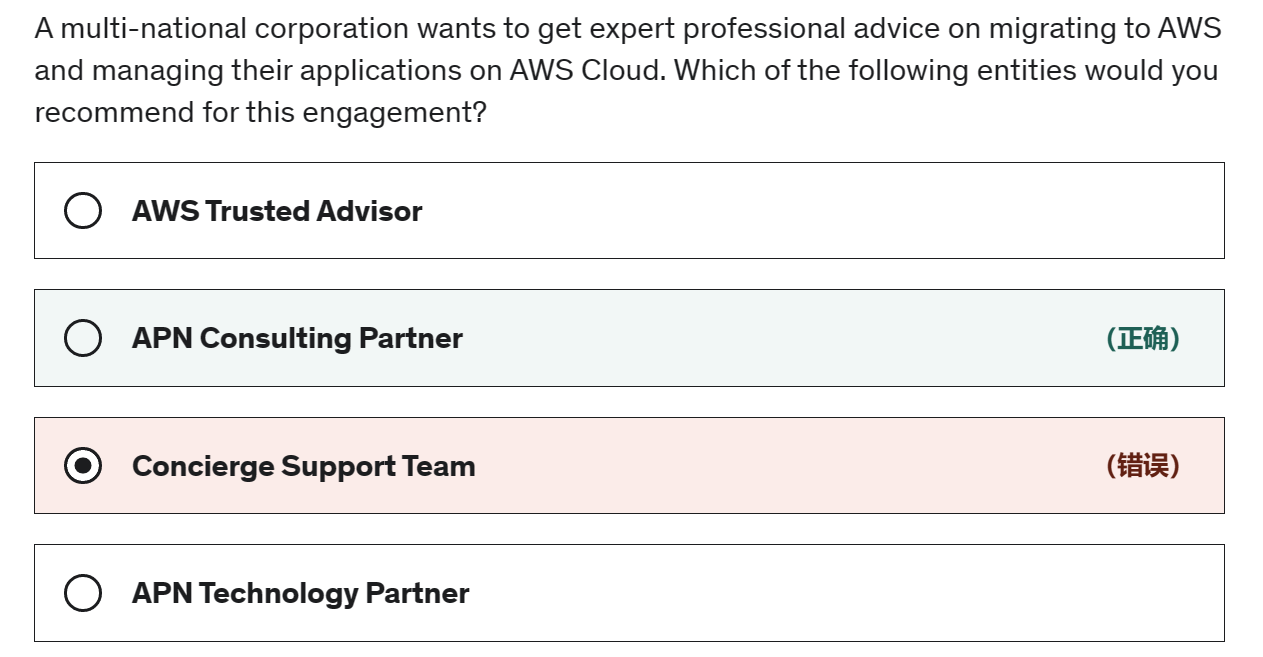 A multi-national corporation wants to get expert professional advice on migrating to AWS
and managing their applications on AWS Cloud. Which of the following entities would you
recommend for this engagement?
AWS Trusted Advisor
APN Consulting Partner (正确)
Concierge Support Team (错误)
APN Technology Partner